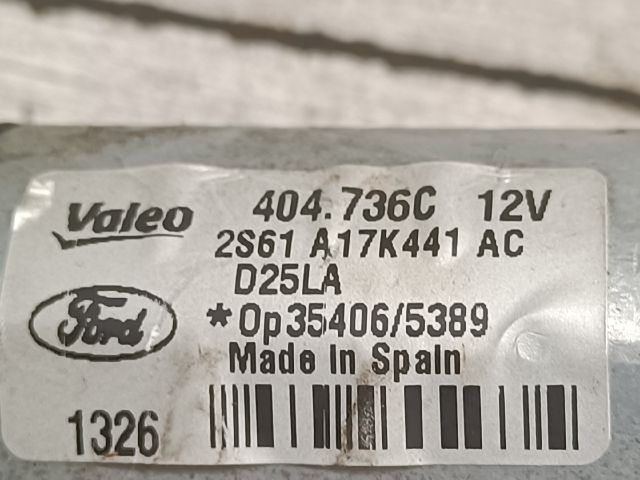 Valeo 404.736C 12V
2S61 A17K441 AC
D25LA
Ford *Op35406/5389
Made in Spain
1326